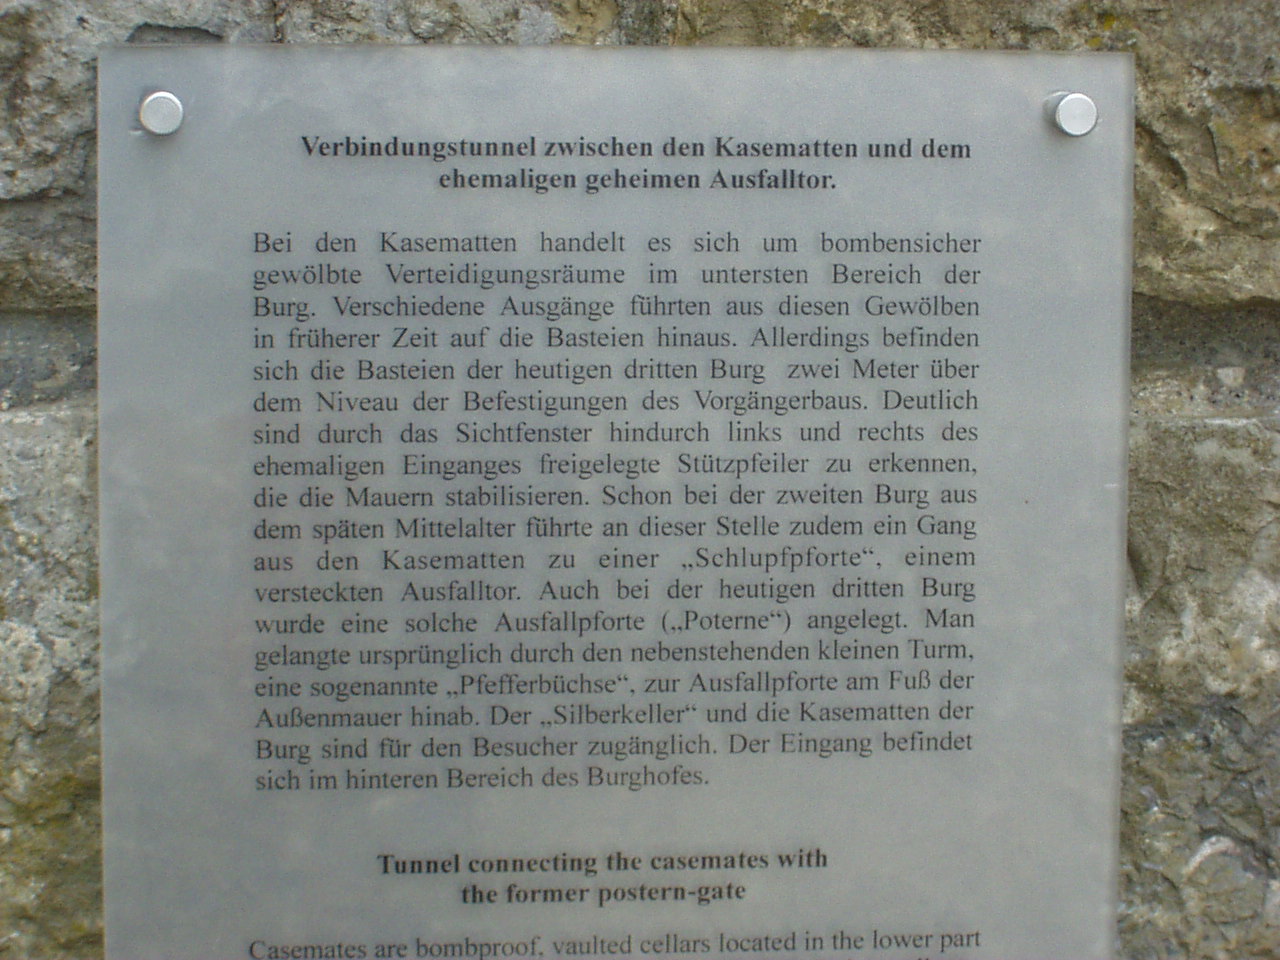 Verbindungstunnel zwischen den Kasematten und dem
ehemaligen geheimen Ausfalltor.
Bei den Kasematten handelt es sich um bombensicher
gewölbte Verteidigungsräume im untersten Bereich der
Burg. Verschiedene Ausgänge führten aus diesen Gewölben
in früherer Zeit auf die Basteien hinaus. Allerdings befinden
sich die Basteien der heutigen dritten Burg zwei Meter über
dem Niveau der Befestigungen des Vorgängerbaus. Deutlich
sind durch das Sichtfenster hindurch links und rechts des
ehemaligen Einganges freigelegte Stützpfeiler zu erkennen,
die die Mauern stabilisieren. Schon bei der zweiten Burg aus
dem späten Mittelalter führte an dieser Stelle zudem ein Gang
aus den Kasematten zu einer „Schlupfpforte“, einem
versteckten Ausfalltor. Auch bei der heutigen dritten Burg
wurde eine solche Ausfallpforte („Poterne“) angelegt. Man
gelangte ursprünglich durch den nebenstehenden kleinen Turm,
eine sogenannte „Pfefferbüchse“, zur Ausfallpforte am Fuß der
Außenmauer hinab. Der „Silberkeller“ und die Kasematten der
Burg sind für den Besucher zugänglich. Der Eingang befindet
sich im hinteren Bereich des Burghofes.
Tunnel connecting the casemates with
the former postern-gate
Casemates are bombproof, vaulted cellars located in the lower part